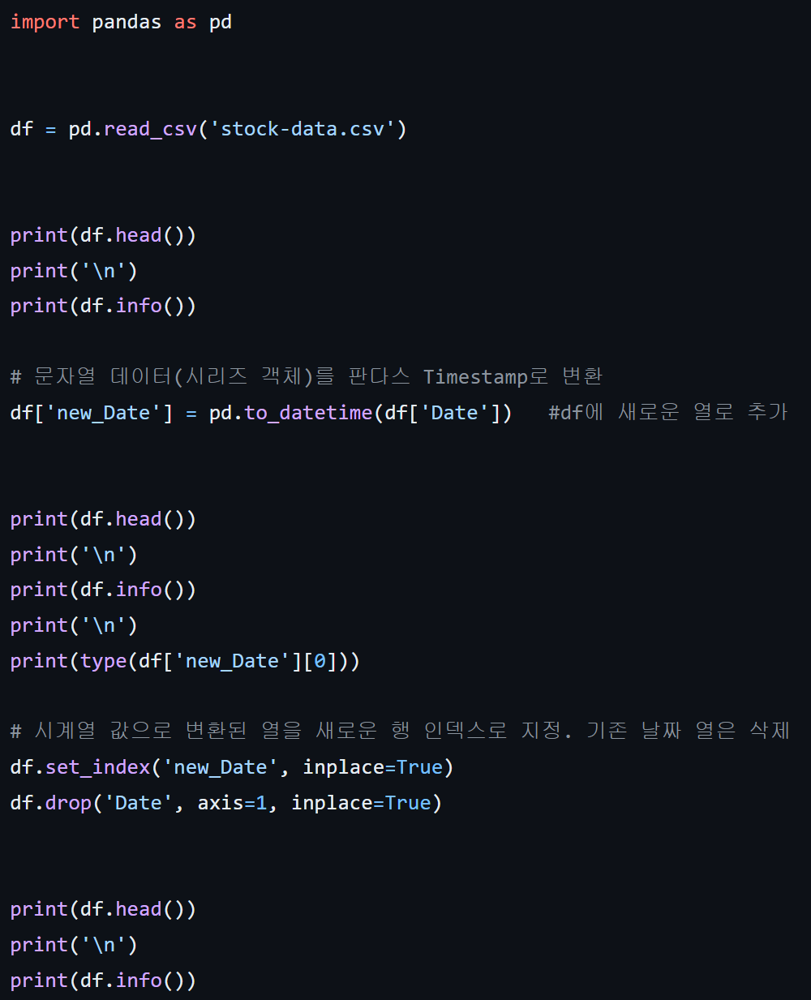 import pandas as pd
df = pd.read_csv('stock-data.csv')
print(df.head())
print('\n')
print(df.info())
# 문자열 데이터(시리즈 객체)를 판다스 Timestamp로 변환
df['new_Date'] = pd.to_datetime(df['Date'])   #df에 새로운 열로 추가
print(df.head())
print('\n')
print(df.info())
print('\n')
print(type(df['new_Date'][0]))
# 시계열 값으로 변환된 열을 새로운 행 인덱스로 지정. 기존 날짜 열은 삭제
df.set_index('new_Date', inplace=True)
df.drop('Date', axis=1, inplace=True)
print(df.head())
print('\n')
print(df.info())